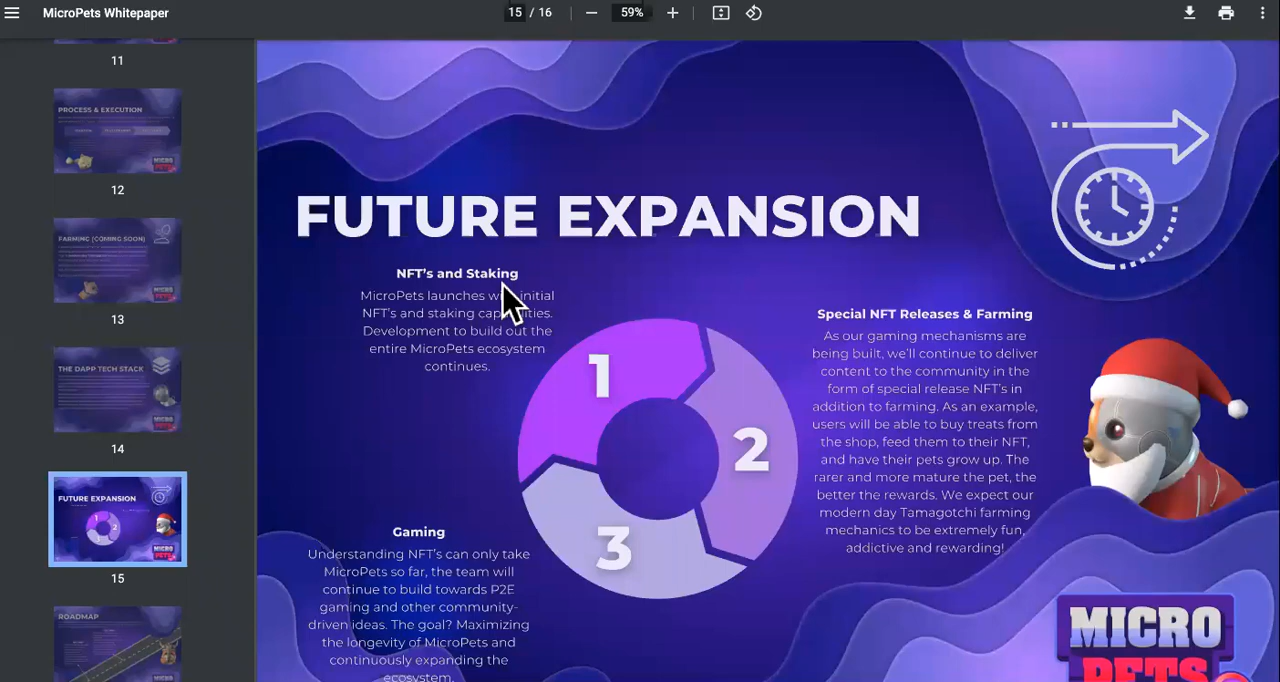 MicroPets Whitepaper
15 / 16
59%
11
PROCESS & EXECUTION
12
FARMING (COMING SOON)
13
THE DAPP TECH STACK
14
FUTURE EXPANSION
15
ROADMAP
FUTURE EXPANSION
NFT's and Staking
MicroPets launches initial
NFT's and staking
Development to build out the
entire MicroPets ecosystem
continues.
1
2
3
Special NFT Releases & Farming
As our gaming mechanisms are
being built, we'll continue to deliver
content to the community in the
form of special release NFT's in
addition to farming. As an example,
users will be able to buy treats from
the shop, feed them to their NFT,
and have their pets grow up. The
rarer and more mature the pet, the
better the rewards. We expect our
modern day Tamagotchi farming
mechanics to be extremely fun,
addictive and rewarding!
Gaming
Understanding NFT's can only take
MicroPets so far, the team will
continue to build towards P2E
gaming and other community-
driven ideas. The goal? Maximizing
the longevity of MicroPets and
continuously expanding the
ecosystem.
MICRO
PETS